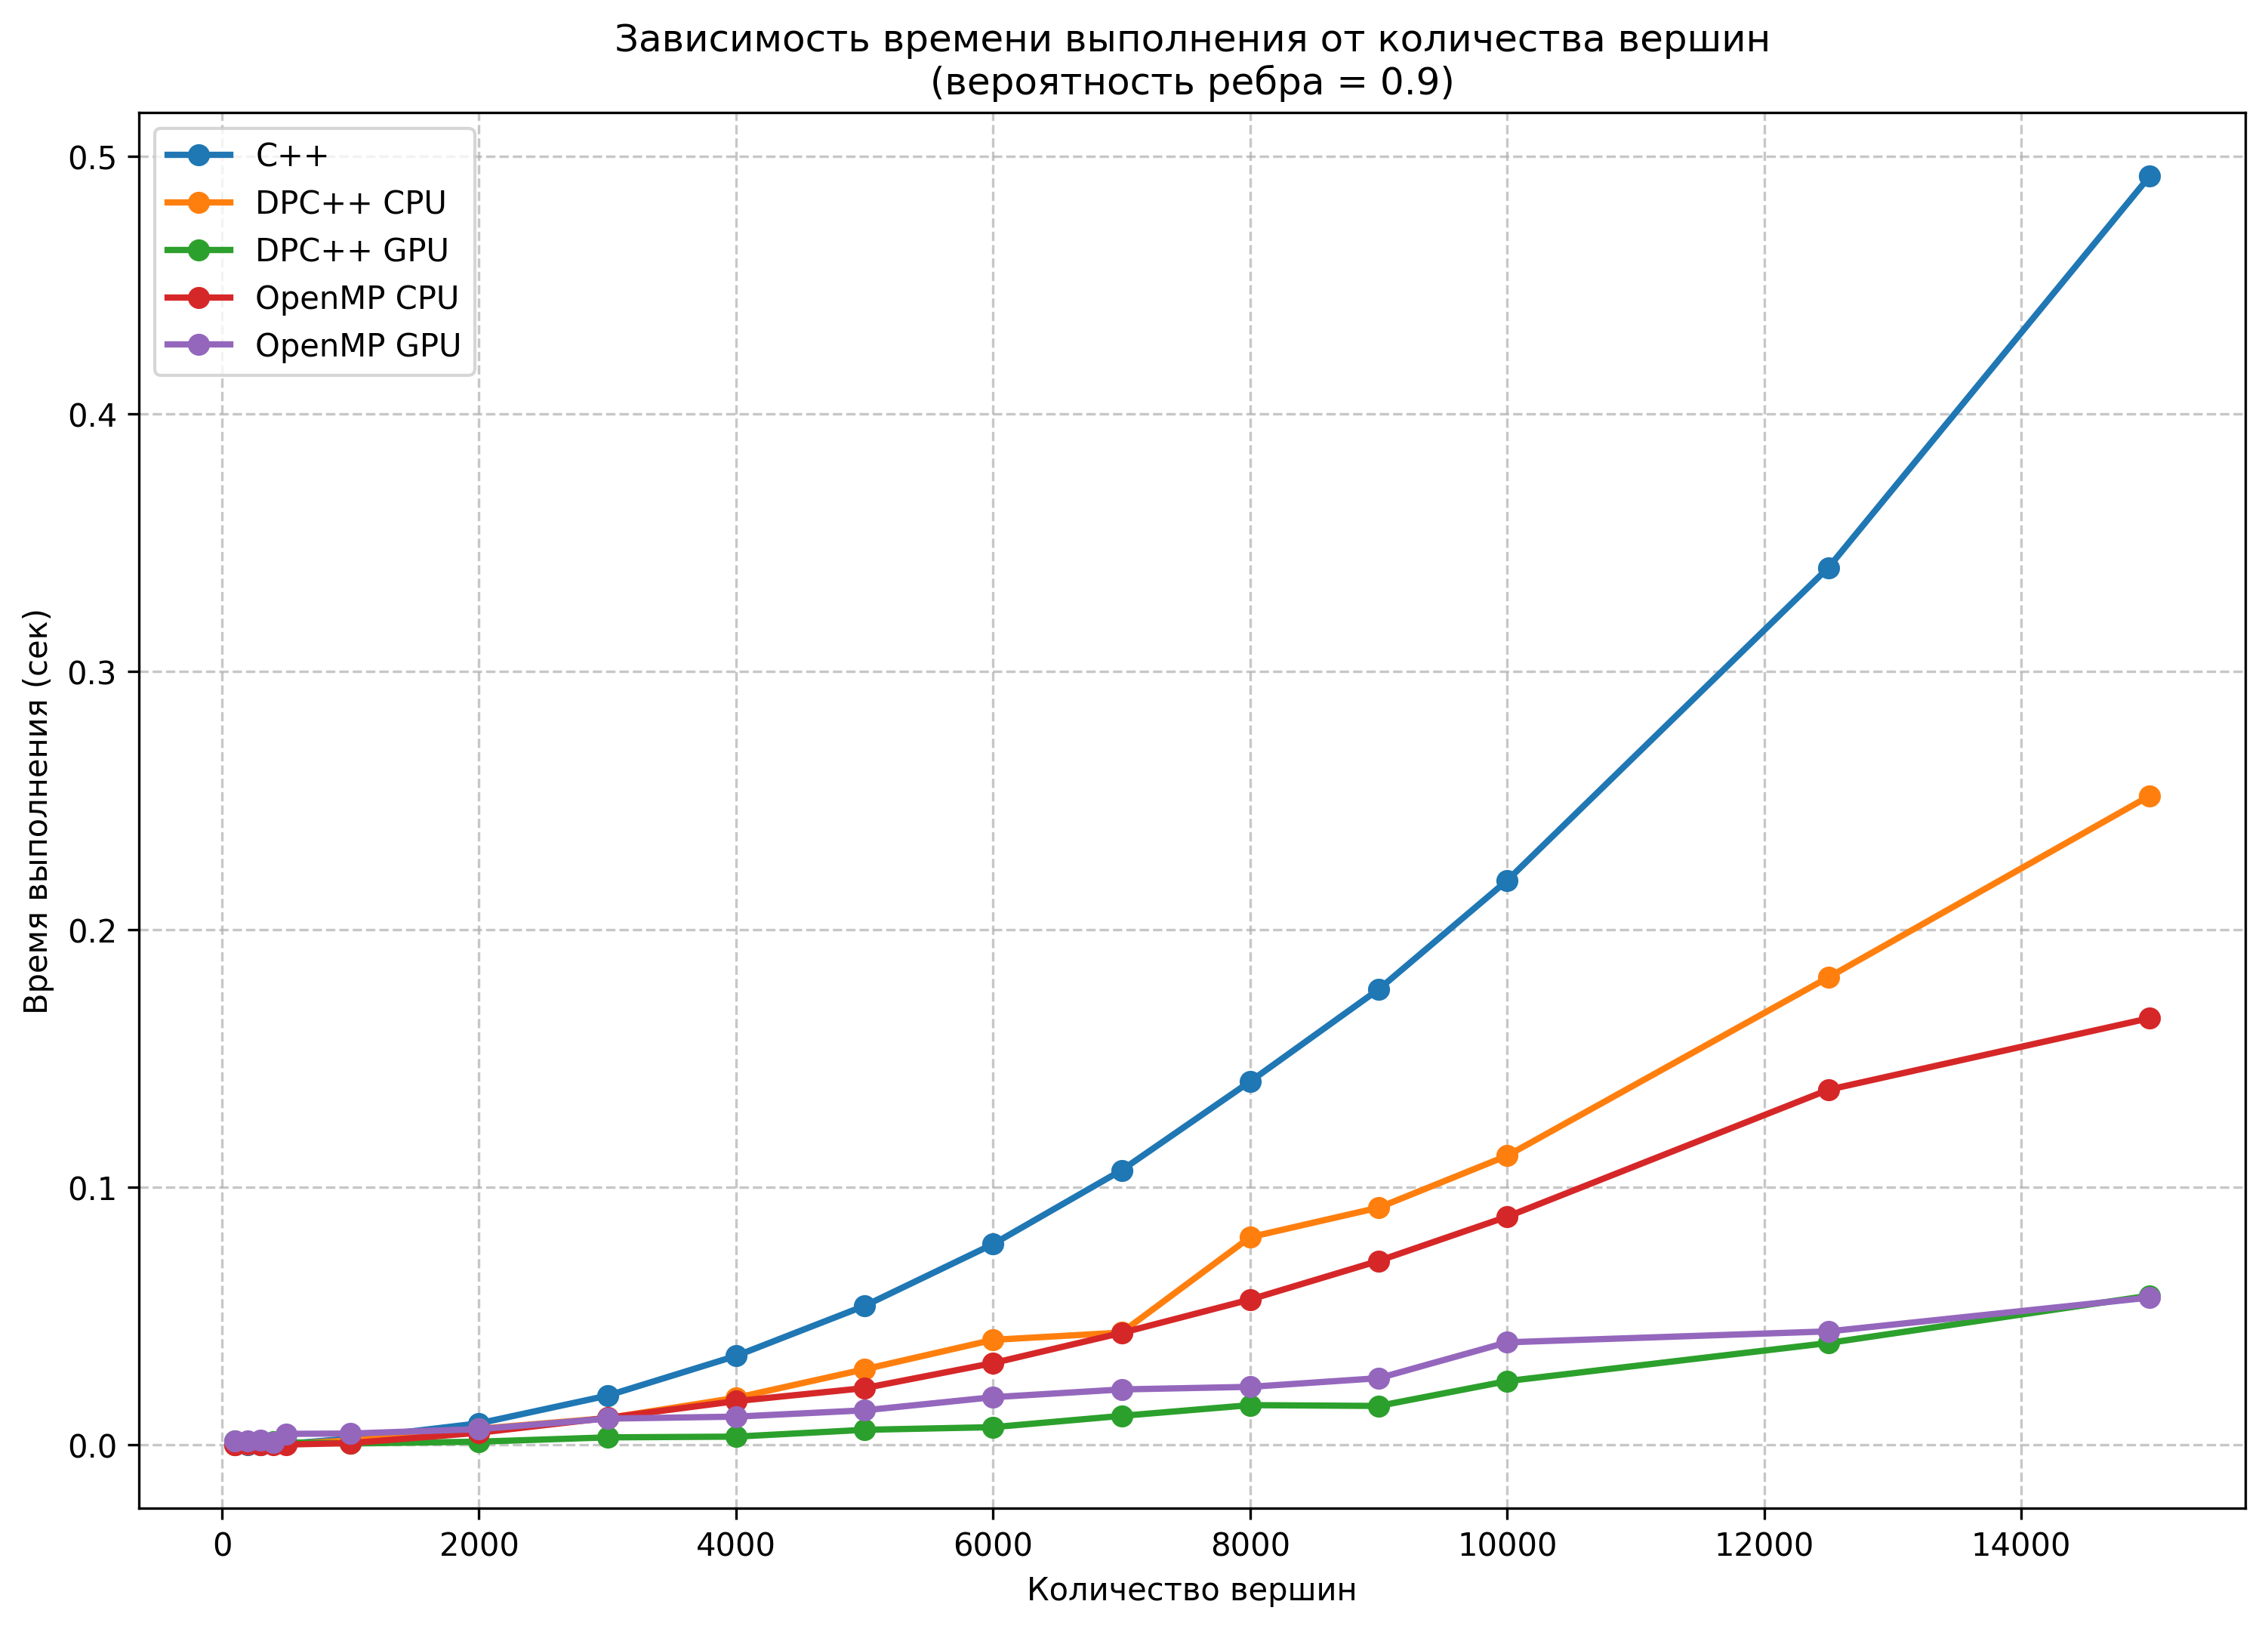 Зависимость времени выполнения от количества вершин
(вероятность ребра = 0.9)
C++
DPC++ CPU
DPC++ GPU
OpenMP CPU
OpenMP GPU
Время выполнения (сек)
0.5
0.4
0.3
0.2
0.1
0.0
0 2000 4000 6000 8000 10000 12000 14000
Количество вершин